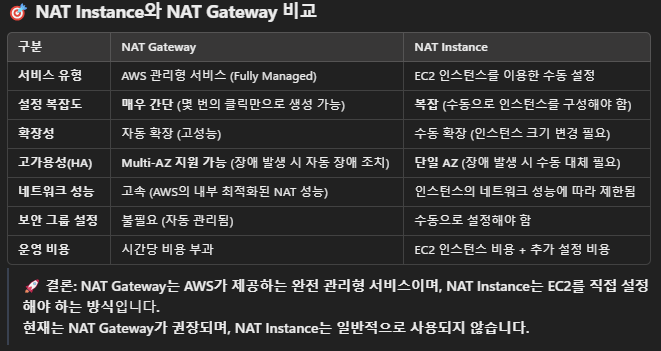 🎯 NAT Instance와 NAT Gateway 비교
구분 NAT Gateway NAT Instance
서비스 유형 AWS 관리형 서비스 (Fully Managed) EC2 인스턴스를 이용한 수동 설정
설정 복잡도 매우 간단 (몇 번의 클릭만으로 생성 가능) 복잡 (수동으로 인스턴스를 구성해야 함)
확장성 자동 확장 (고성능) 수동 확장 (인스턴스 크기 변경 필요)
고가용성(HA) Multi-AZ 지원 가능 (장애 발생 시 자동 장애 조치) 단일 AZ (장애 발생 시 수동 대체 필요)
네트워크 성능 고속 (AWS의 내부 최적화된 NAT 성능) 인스턴스의 네트워크 성능에 따라 제한됨
보안 그룹 설정 불필요 (자동 관리됨) 수동으로 설정해야 함
운영 비용 시간당 비용 부과 EC2 인스턴스 비용 + 추가 설정 비용
🚀 결론: NAT Gateway는 AWS가 제공하는 완전 관리형 서비스이며, NAT Instance는 EC2를 직접 설정
해야 하는 방식입니다.
현재는 NAT Gateway가 권장되며, NAT Instance는 일반적으로 사용되지 않습니다.